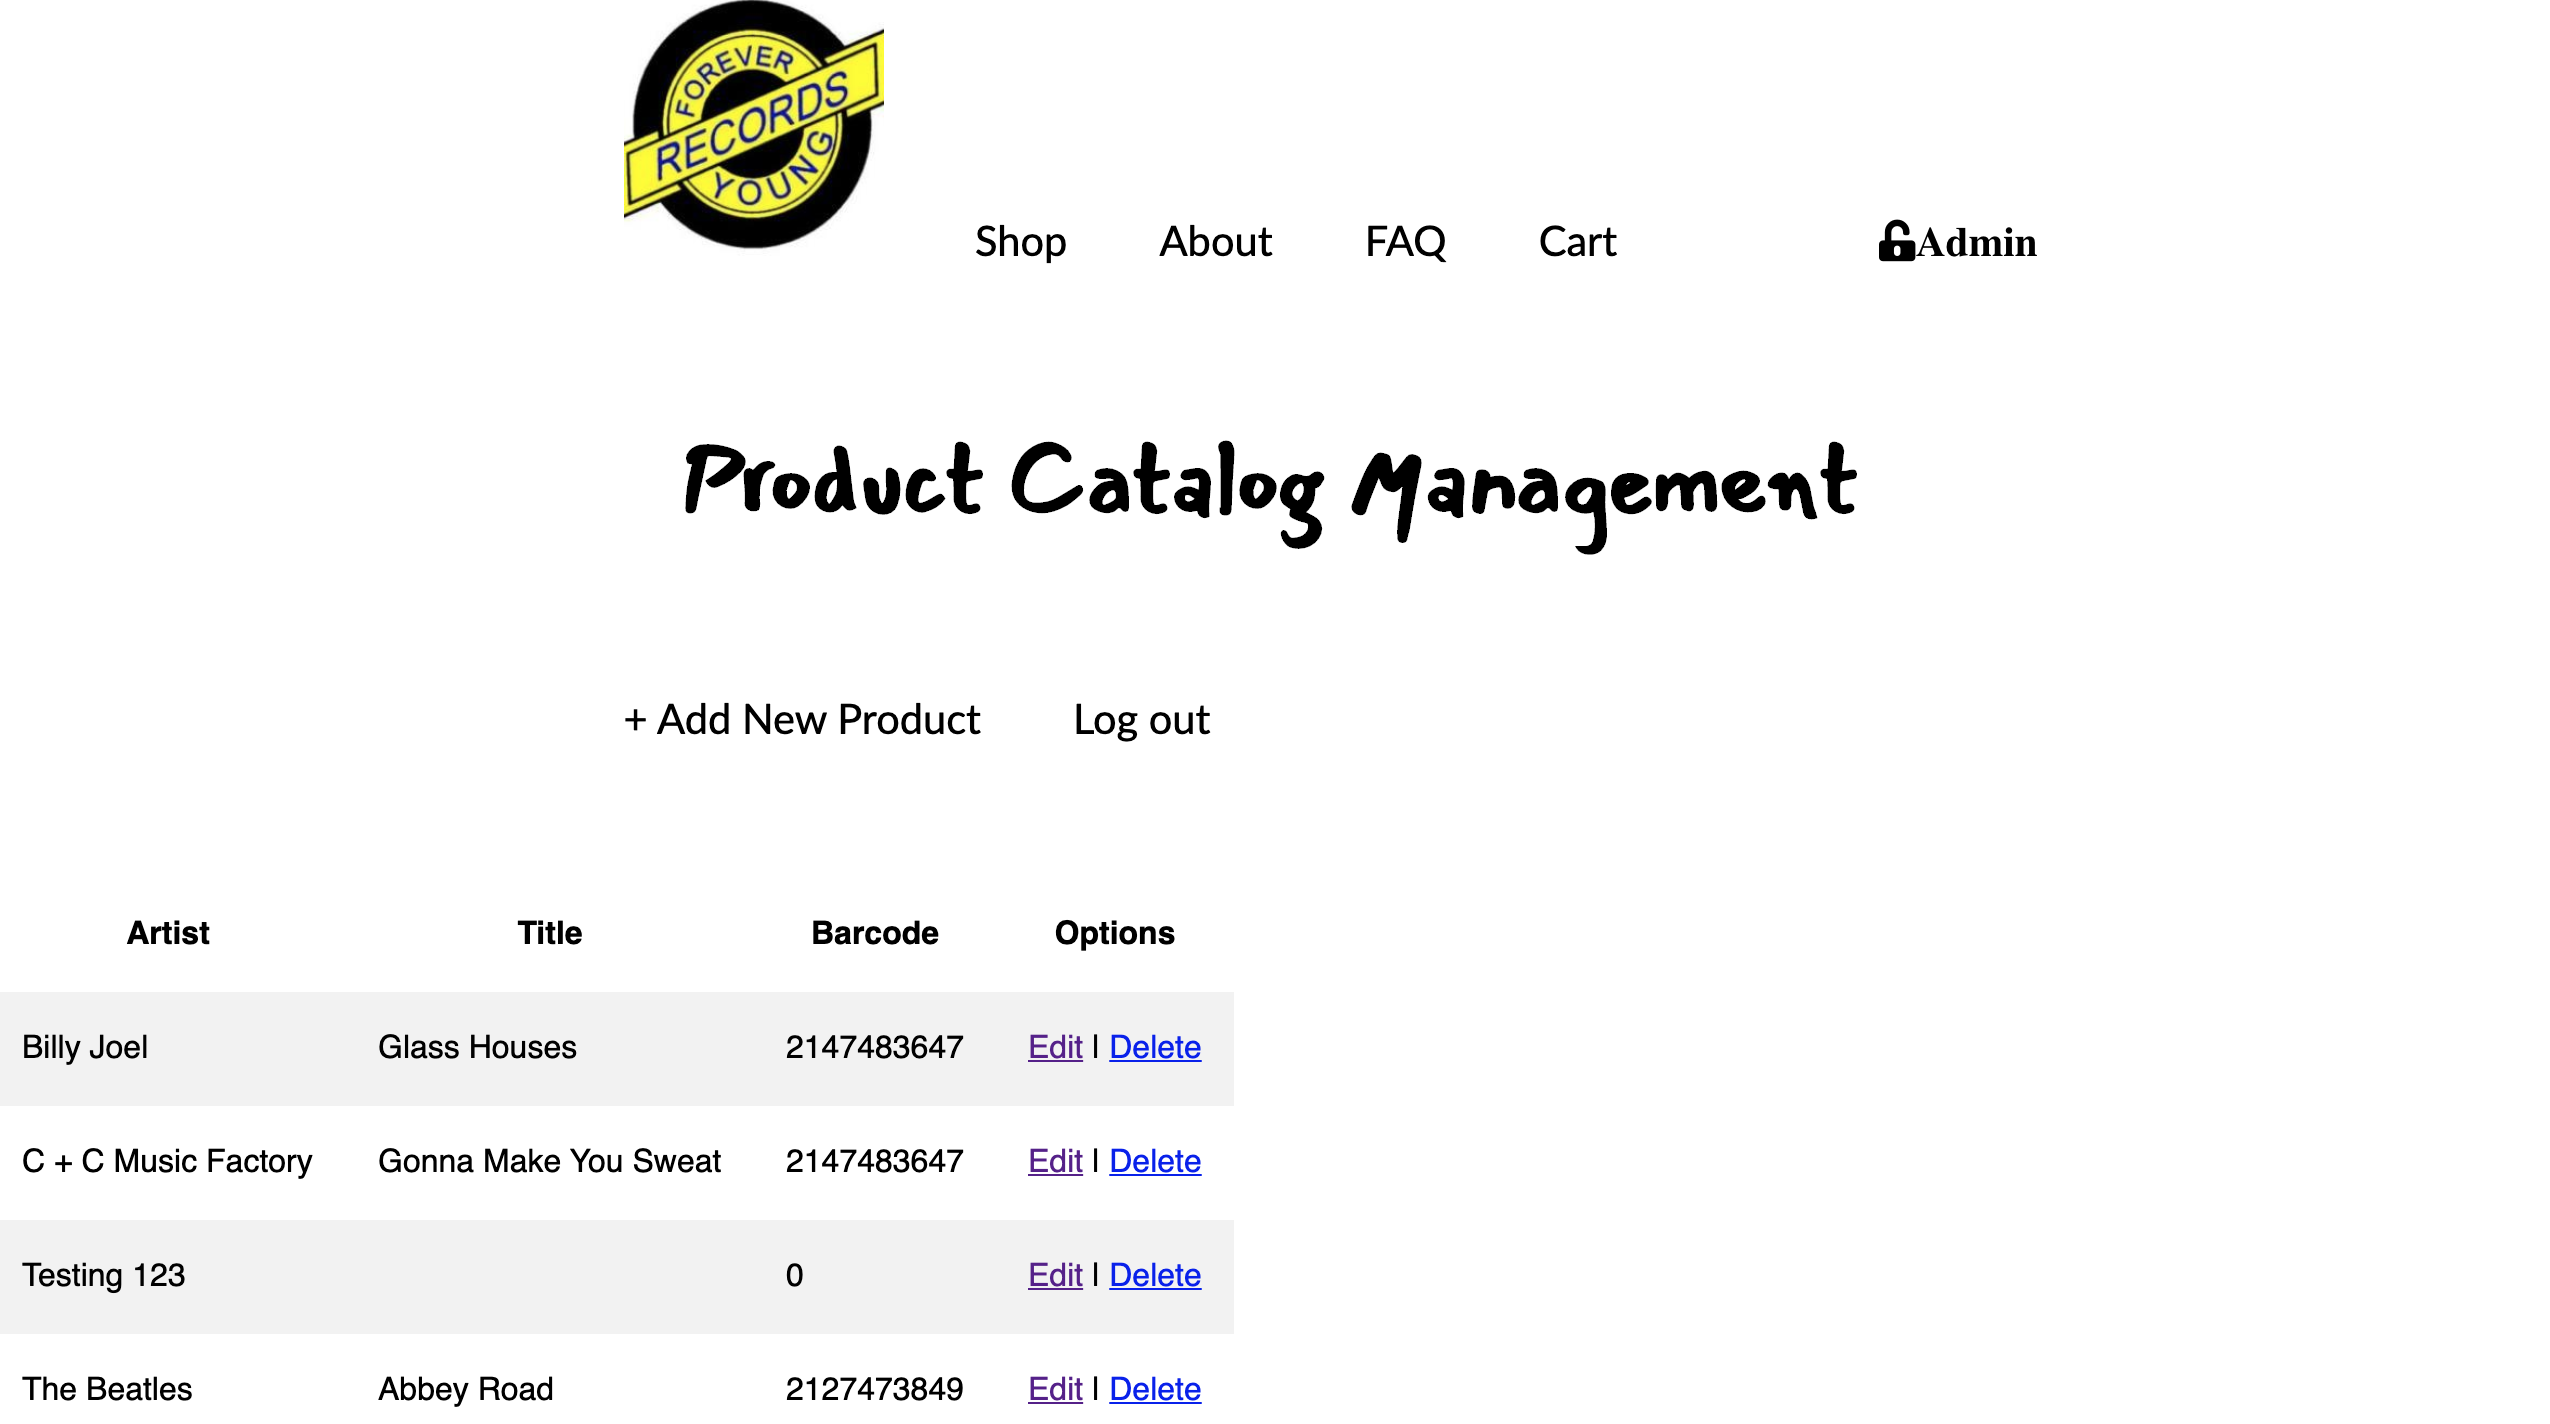 FOREVER
RECORDS
YOUNG
Shop About FAQ Cart Admin
Product Catalog Management
+ Add New Product Log out
Artist Title Barcode Options
Billy Joel Glass Houses 2147483647 Edit | Delete
C + C Music Factory Gonna Make You Sweat 2147483647 Edit | Delete
Testing 123 0 Edit | Delete
The Beatles Abbey Road 2127473849 Edit | Delete